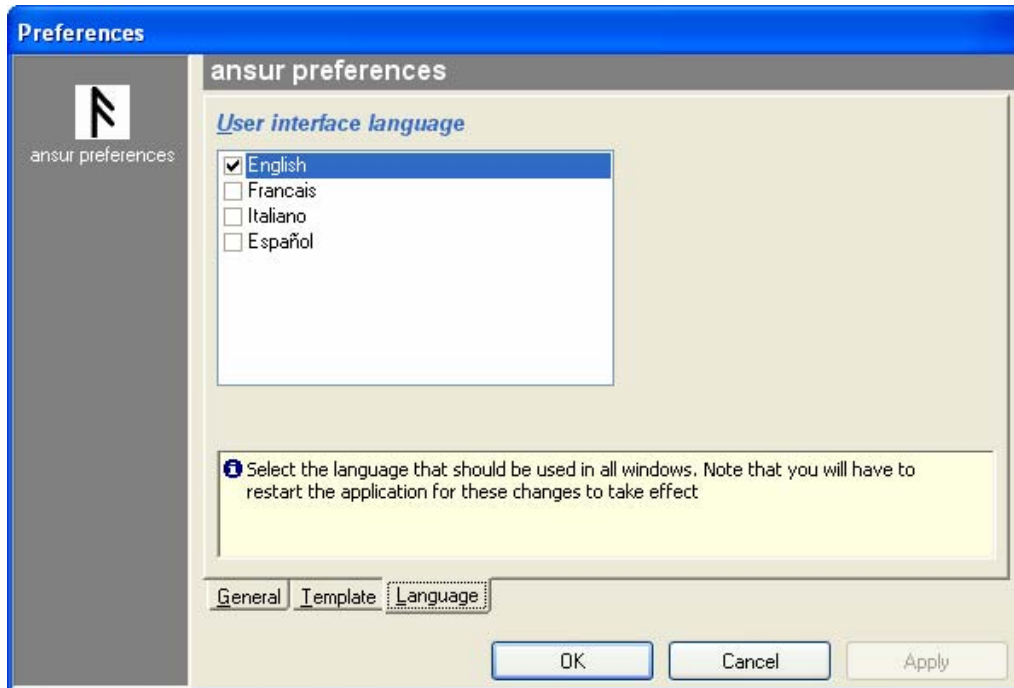 Preferences
ansur preferences
ansur preferences
User interface language
English
Francais
Italiano
Español
Select the language that should be used in all windows. Note that you will have to
restart the application for these changes to take effect
General Template Language
OK Cancel Apply